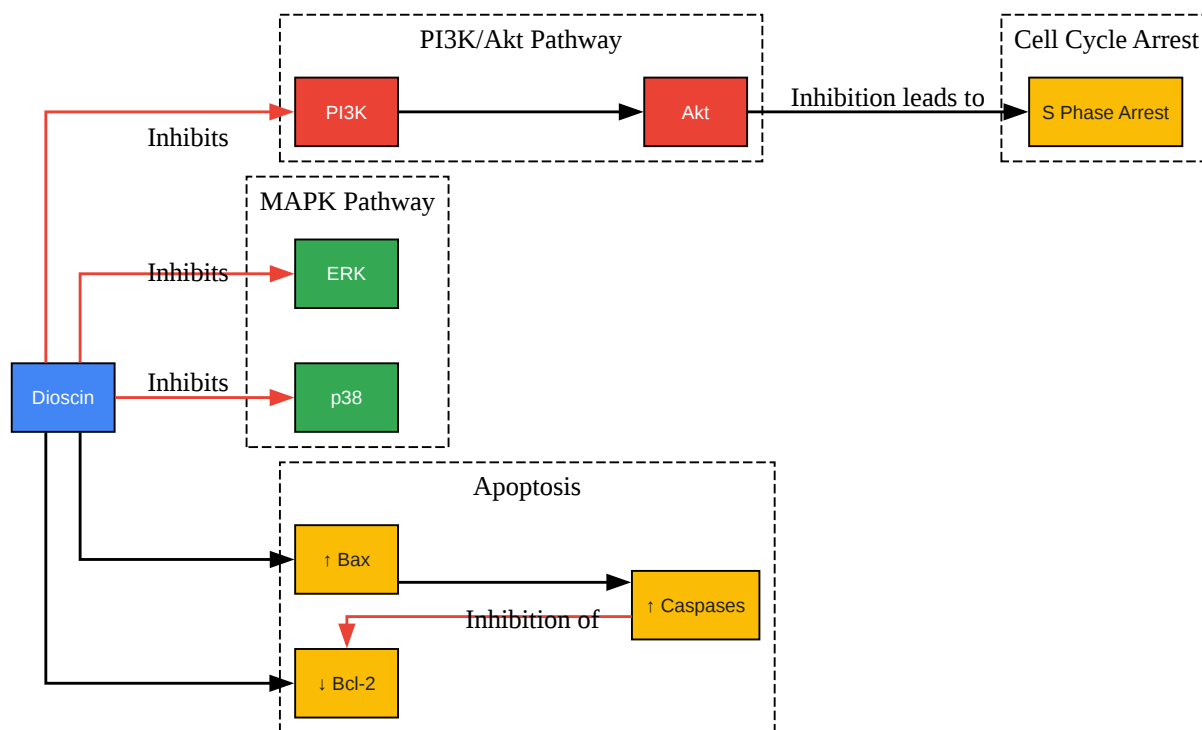 PI3K/Akt Pathway
Cell Cycle Arrest
PI3K
Akt
Inhibition leads to
S Phase Arrest
Inhibits
MAPK Pathway
Inhibits
ERK
Dioscin
Inhibits
p38
Apoptosis
↑ Bax
↑ Caspases
Inhibition of
↓ Bcl-2